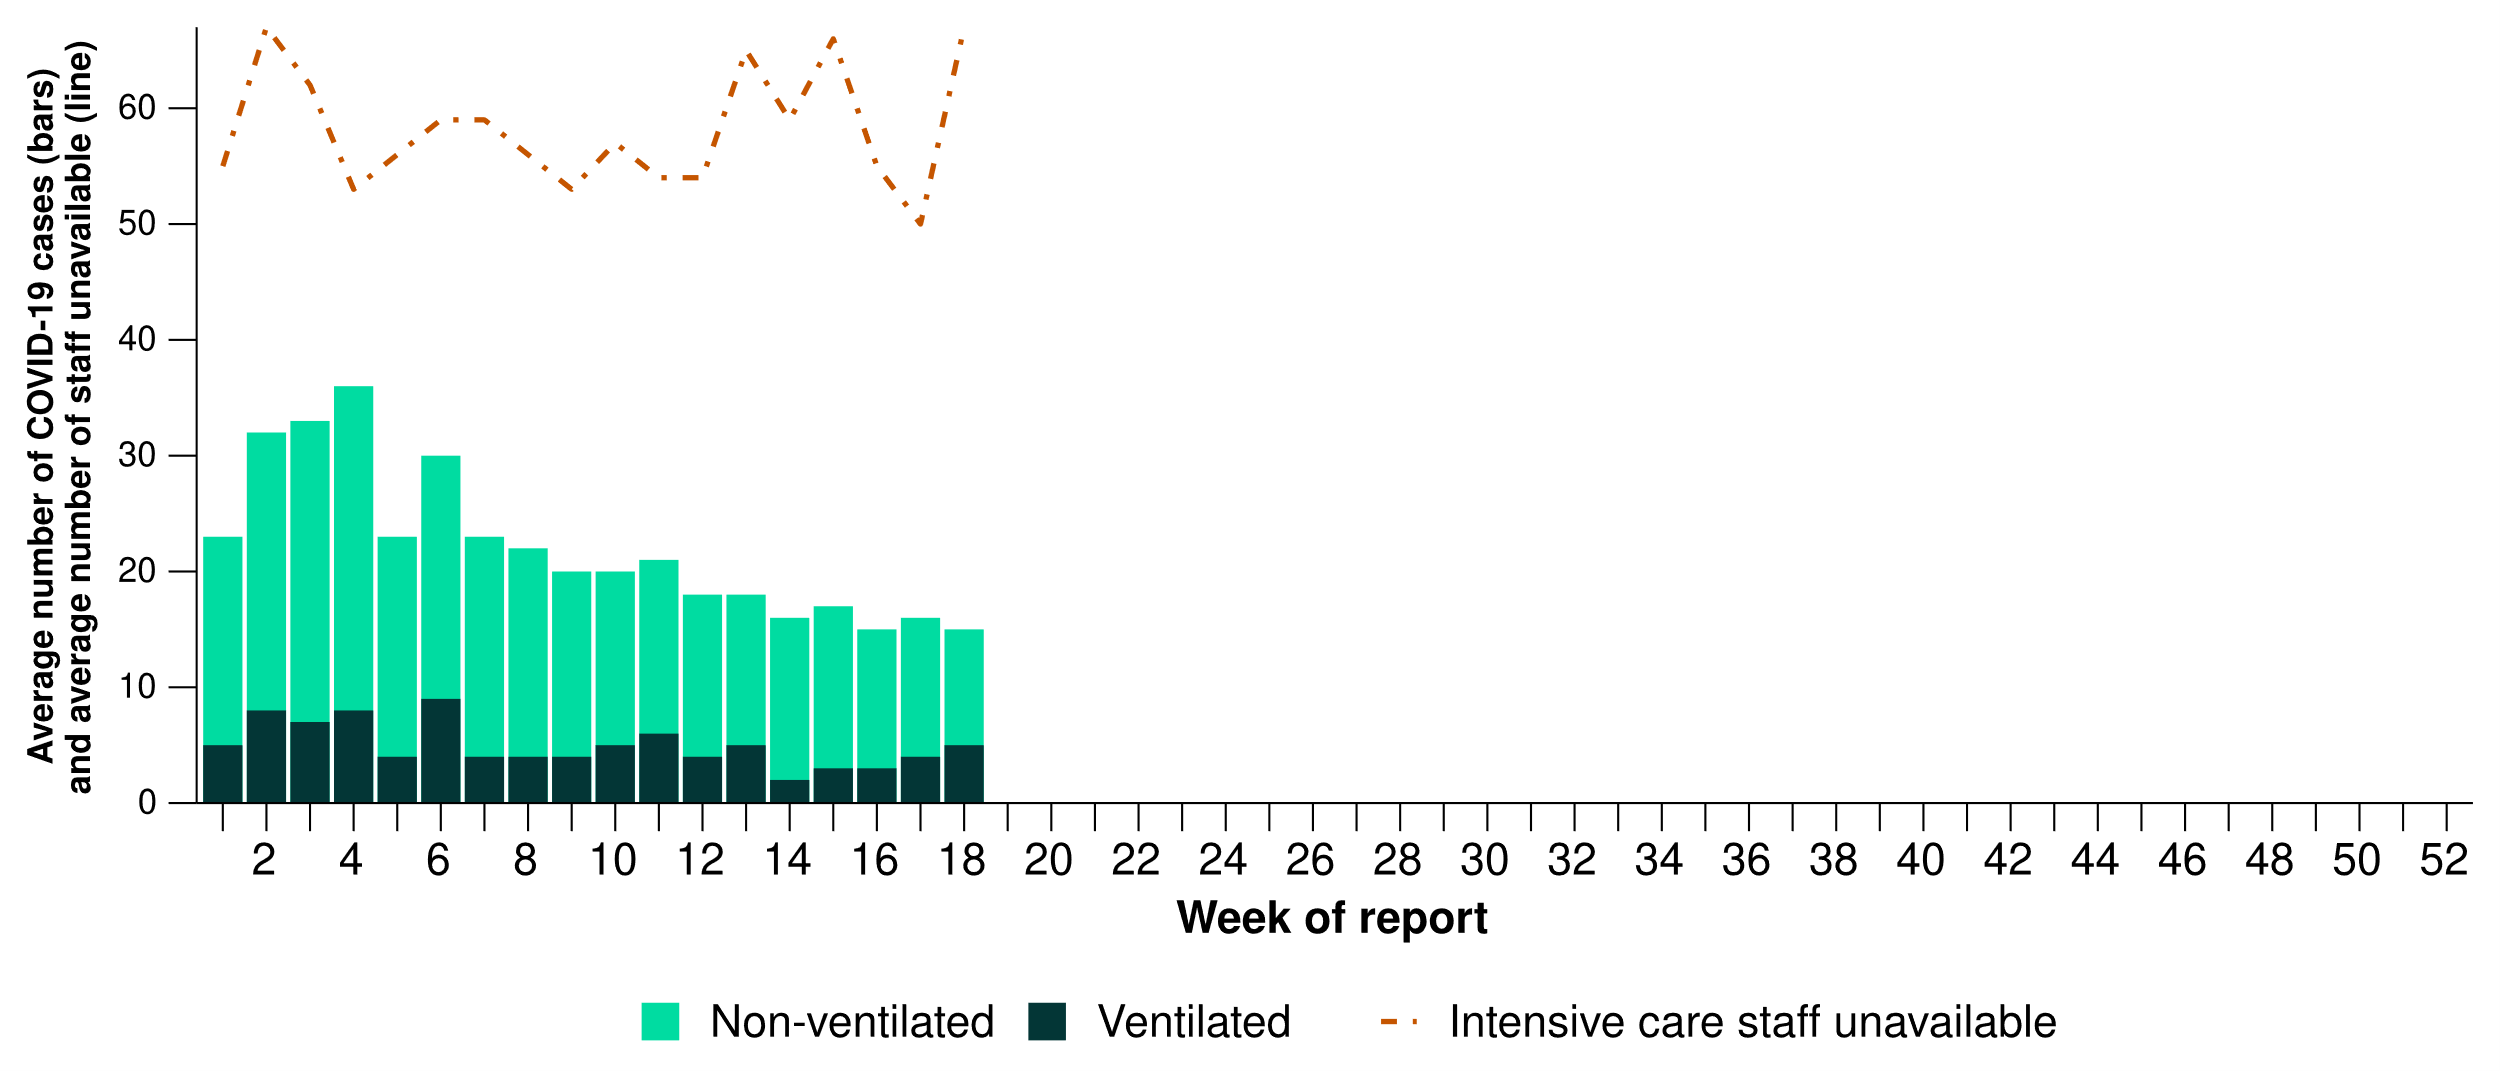 Average number of COVID-19 cases (bars)
and average number of staff unavailable (line)
60
50
40
30
20
10
0
2 4 6 8 10 12 14 16 18 20 22 24 26 28 30 32 34 36 38 40 42 44 46 48 50 52
Week of report
Non-ventilated Ventilated Intensive care staff unavailable